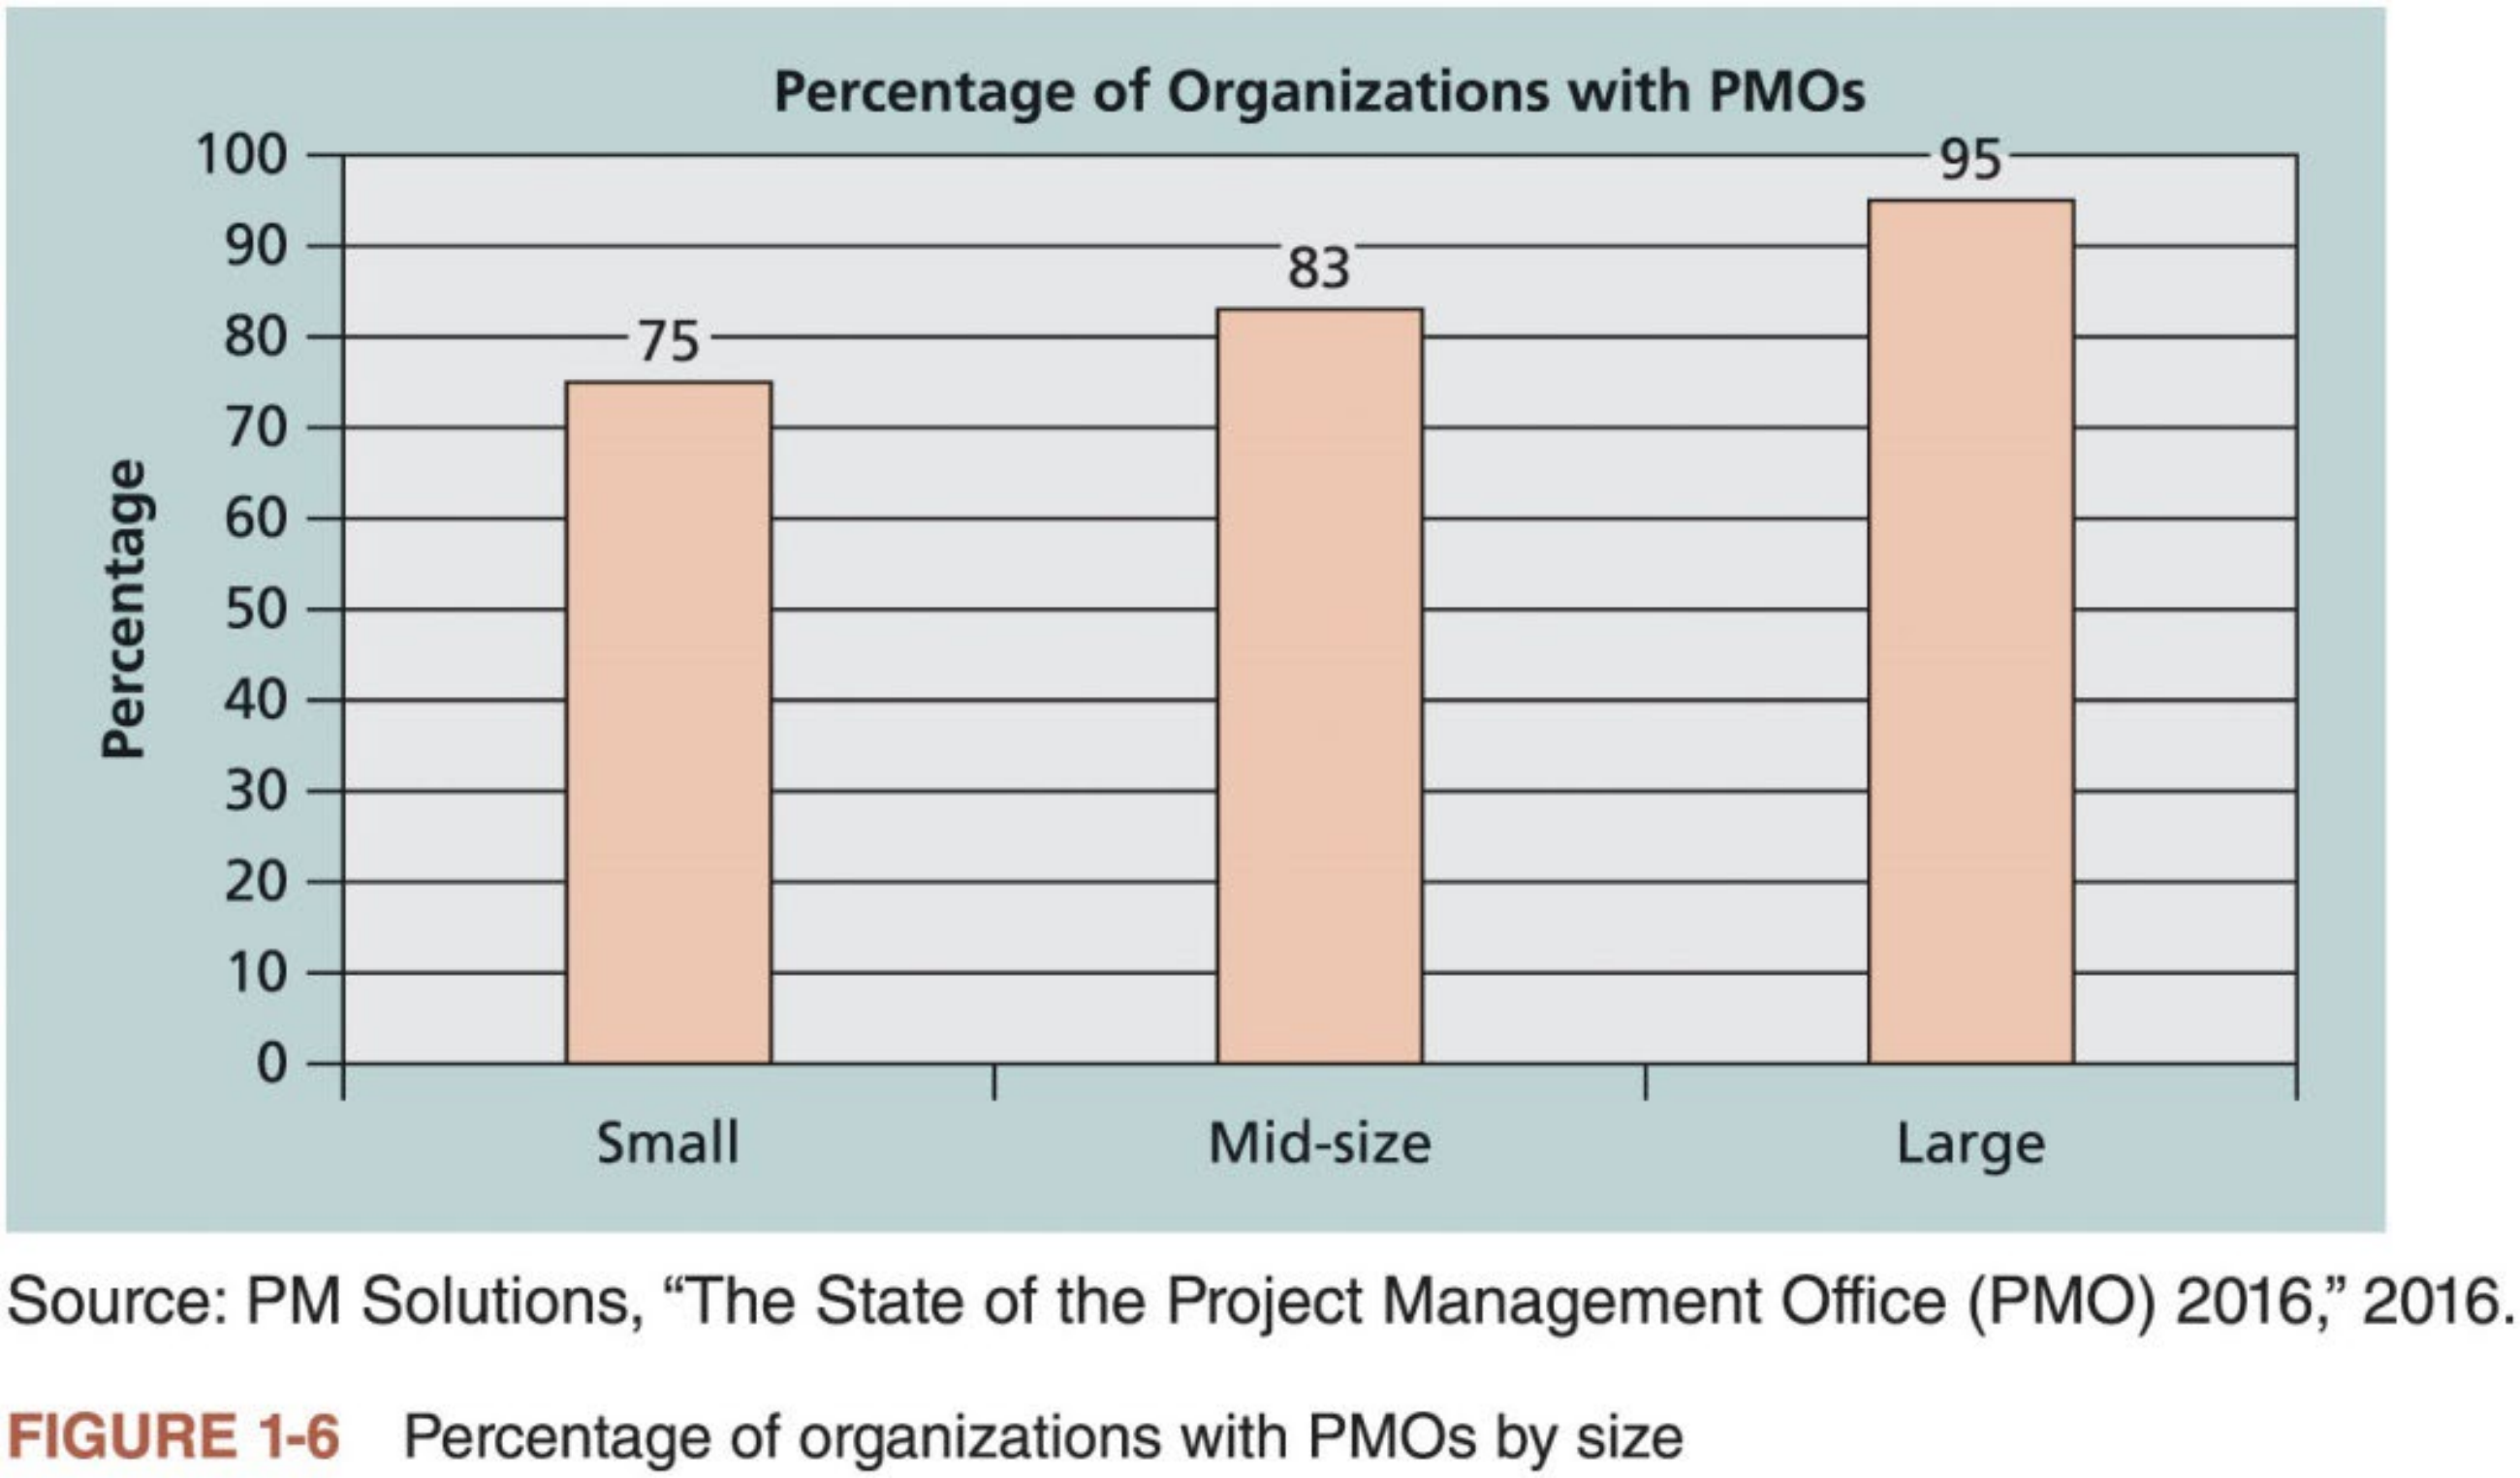 Percentage of Organizations with PMOs
Percentage
100
90
80
70
60
50
40
30
20
10
0
75
83
95
Small
Mid-size
Large
Source: PM Solutions, “The State of the Project Management Office (PMO) 2016,” 2016.
FIGURE 1-6 Percentage of organizations with PMOs by size